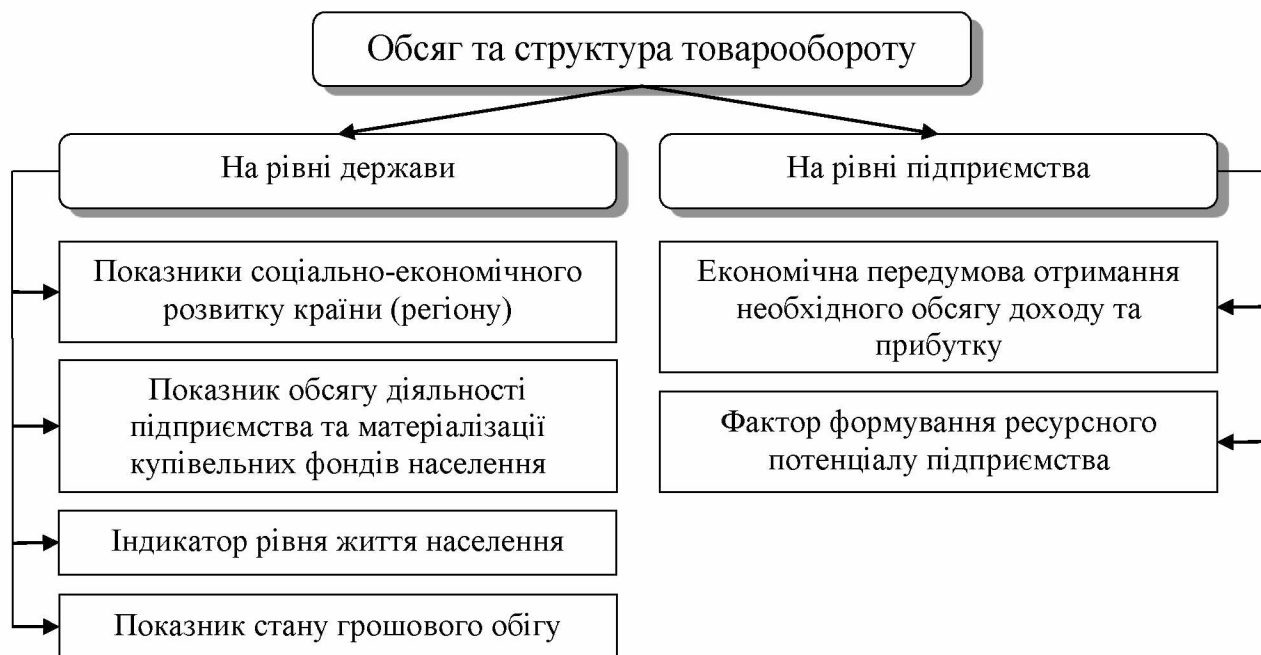 Обсяг та структура товарообороту
На рівні держави
Показники соціально-економічного
розвитку країни (регіону)
Показник обсягу діяльності
підприємства та матеріалізації
купівельних фондів населення
Індикатор рівня життя населення
Показник стану грошового обігу
На рівні підприємства
Економічна передумова отримання
необхідного обсягу доходу та
прибутку
Фактор формування ресурсного
потенціалу підприємства